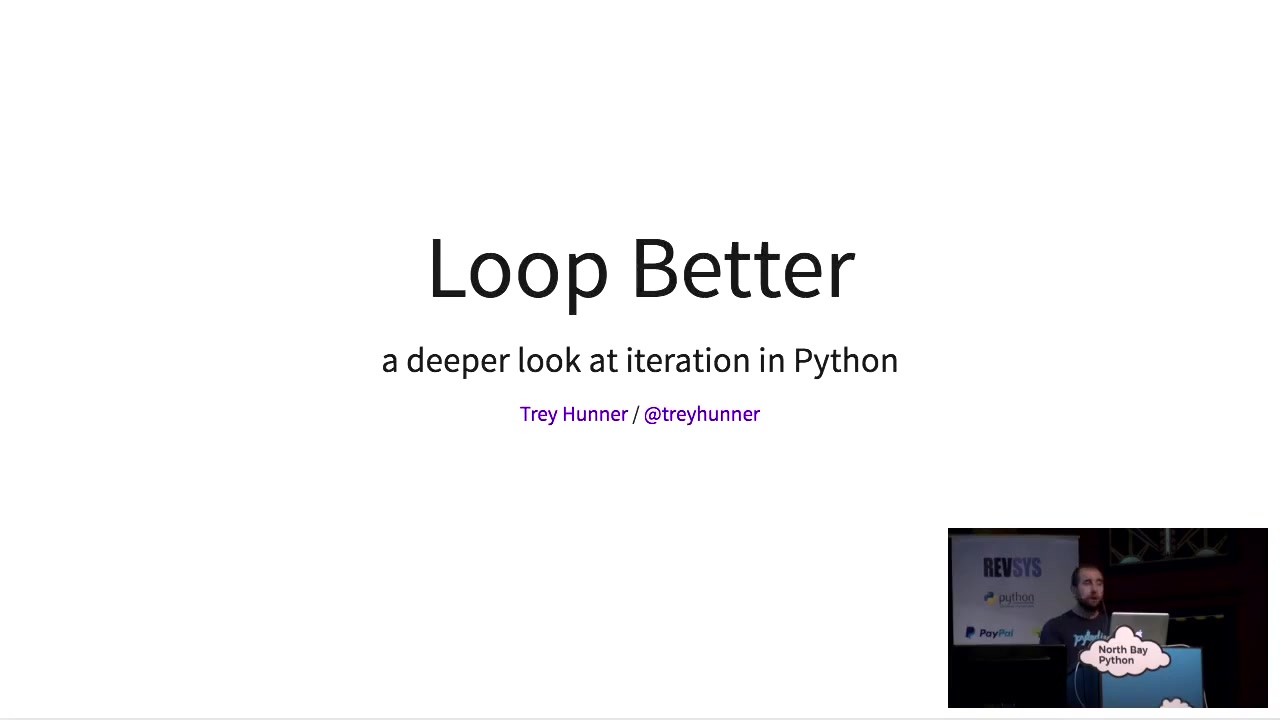 Loop Better
a deeper look at iteration in Python
Trey Hunner / @treyhunner
REVSYS
python
PayPal
North Bay
Python